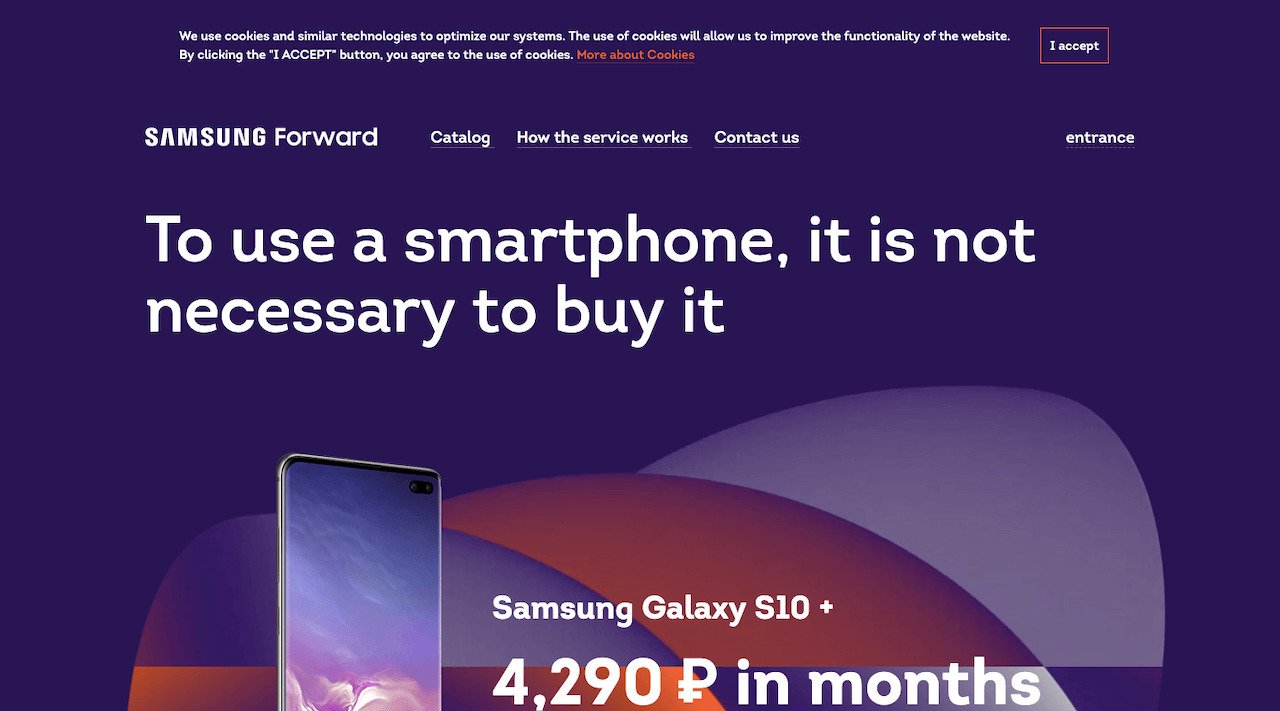 We use cookies and similar technologies to optimize our systems. The use of cookies will allow us to improve the functionality of the website.
By clicking the "I ACCEPT" button, you agree to the use of cookies. More about Cookies
I accept
SAMSUNG Forward
Catalog
How the service works
Contact us
entrance
To use a smartphone, it is not
necessary to buy it
Samsung Galaxy S10 +
4,290 ₽ in months